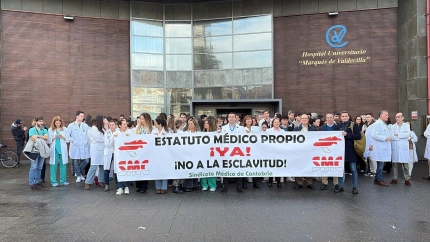 Hospital Universitario
"Marqués de Valdecilla"
ESTATUTO MÉDICO PROPIO
¡YA!
¡NO A LA ESCLAVITUD!
Sindicato Médico de Cantabria